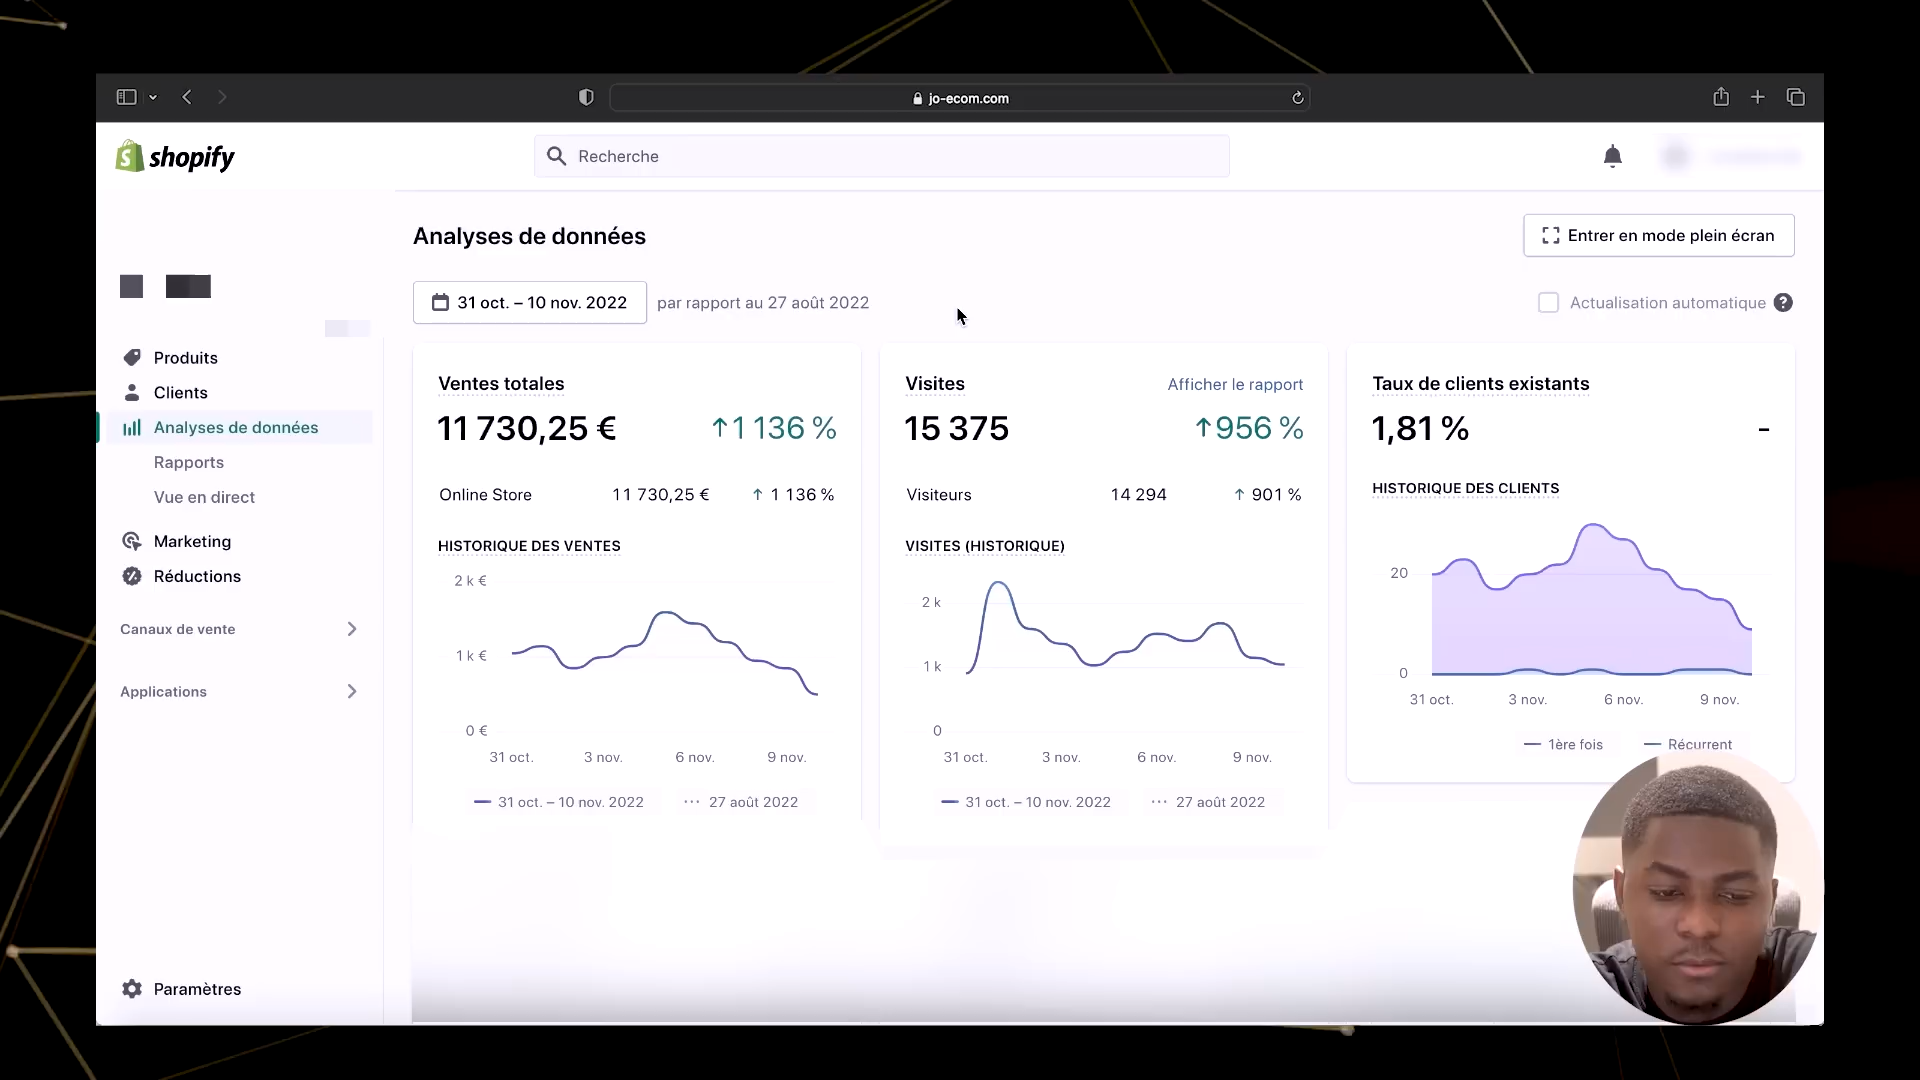 jo-ecom.com
shopify
Recherche
Analyses de données
Entrer en mode plein écran
31 oct. – 10 nov. 2022
par rapport au 27 août 2022
Actualisation automatique
Produits
Clients
Analyses de données
Rapports
Vue en direct
Marketing
Réductions
Canaux de vente
Applications
Paramètres
Ventes totales
11 730,25 €
↑1 136 %
Online Store 11 730,25 € ↑ 1 136 %
HISTORIQUE DES VENTES
2 k €
1 k €
0 €
31 oct. 3 nov. 6 nov. 9 nov.
31 oct. – 10 nov. 2022 27 août 2022
Visites
Afficher le rapport
15 375
↑956 %
Visiteurs 14 294 ↑ 901 %
VISITES (HISTORIQUE)
2 k
1 k
0
31 oct. 3 nov. 6 nov. 9 nov.
31 oct. – 10 nov. 2022 27 août 2022
Taux de clients existants
1,81 % -
HISTORIQUE DES CLIENTS
20
0
31 oct. 3 nov. 6 nov. 9 nov.
1ère fois Récurrent